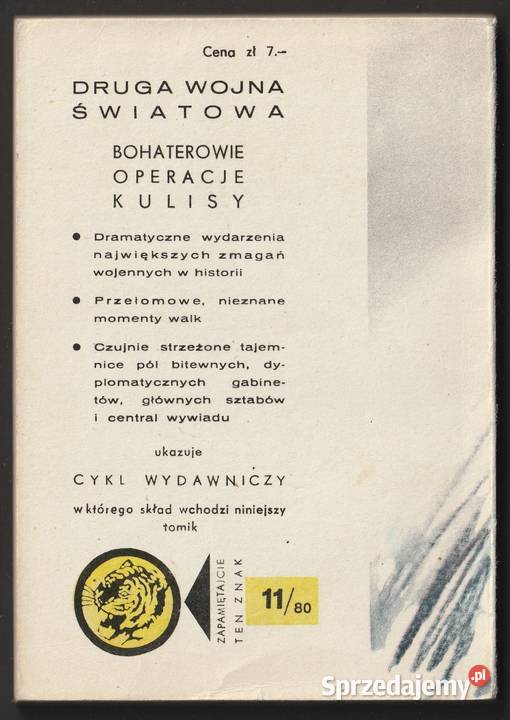 Cena zł 7.–
DRUGA WOJNA
ŚWIATOWA
BOHATEROWIE
OPERACJE
KULISY
● Dramatyczne wydarzenia
największych zmagań
wojennych w historii
● Przełomowe, nieznane
momenty walk
● Czujnie strzeżone tajem-
nice pól bitewnych, dy-
plomatycznych gabine-
tów, głównych sztabów
i central wywiadu
ukazuje
CYKL WYDAWNICZY
w którego skład wchodzi niniejszy
tomik
ZAPAMIĘTAJCIE
TEN ZNAK
11/80
Sprzedajemy.pl